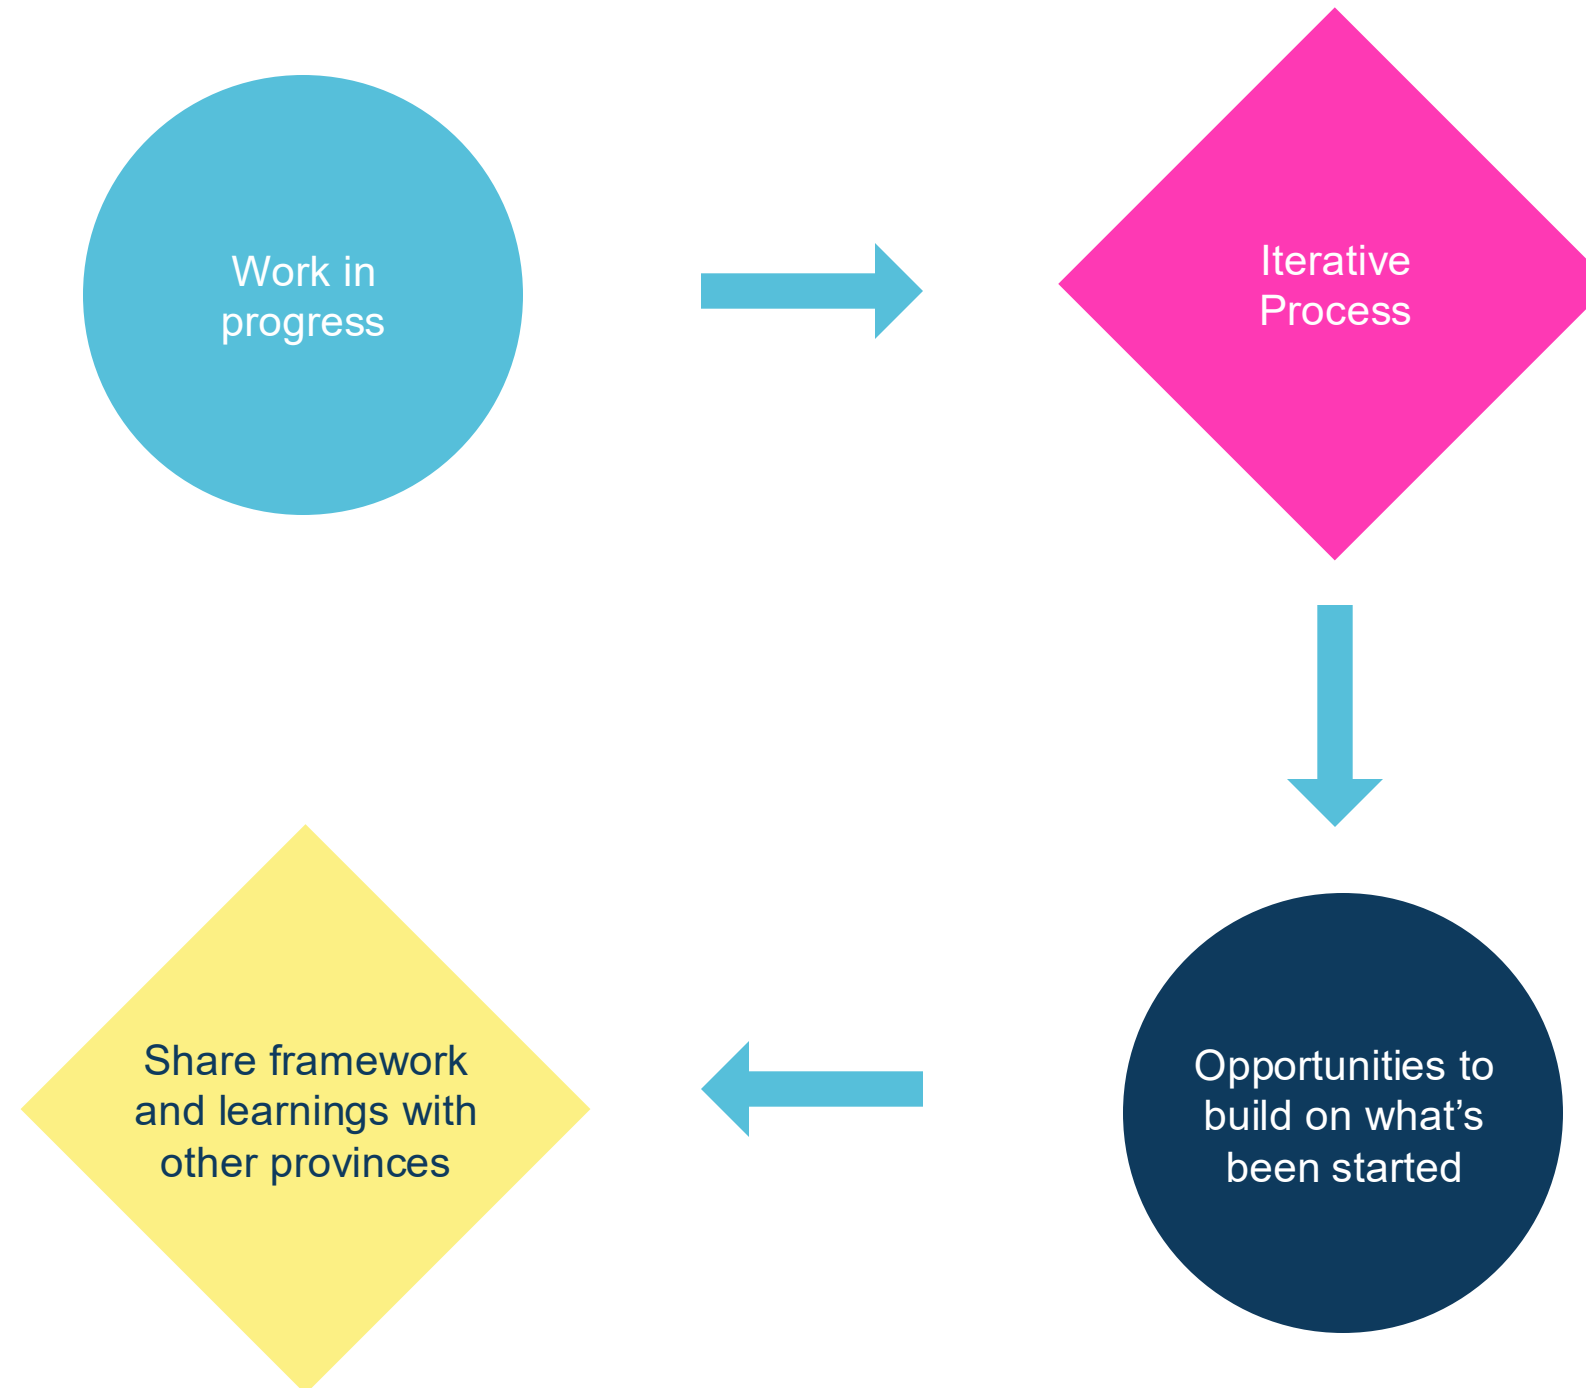 Work in
progress
Iterative
Process
Opportunities to
build on what’s
been started
Share framework
and learnings with
other provinces